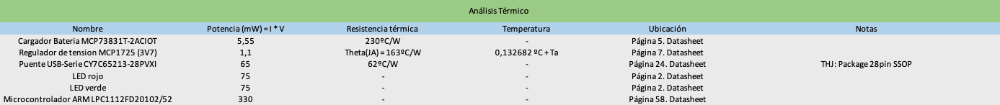 Análisis Térmico
Nombre Potencia (mW) = I * V Resistencia térmica Temperatura Ubicación Notas
Cargador Bateria MCP73831T-2ACIOT 5,55 230ºC/W - Página 5. Datasheet
Regulador de tension MCP1725 (3V7) 1,1 Theta(JA) = 163ºC/W 0,132682 ºC + Ta Página 7. Datasheet
Puente USB-Serie CY7C65213-28PVXI 65 62ºC/W - Página 24. Datasheet THJ: Package 28pin SSOP
LED rojo 75 - - Página 2. Datasheet
LED verde 75 - - Página 2. Datasheet
Microcontrolador ARM LPC1112FD20102/52 330 - - Página 58. Datasheet